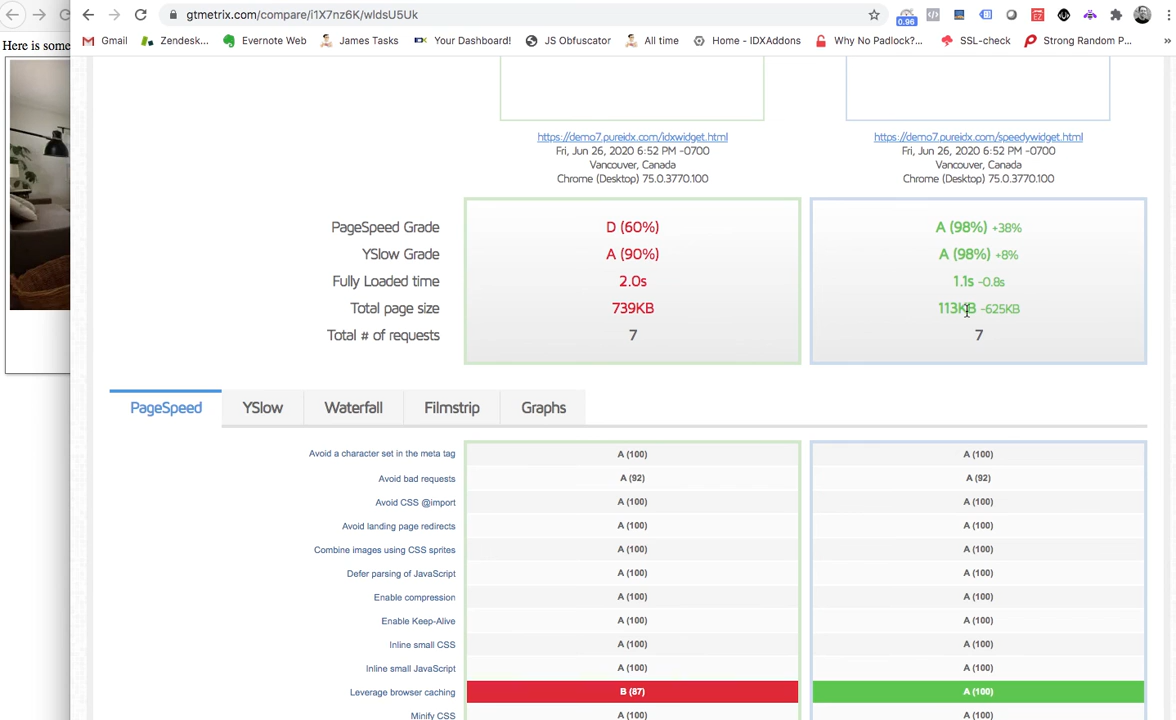 gtmetrix.com/compare/i1X7nz6K/wldsU5Uk
0.96
EZ
Gmail Zendesk... Evernote Web James Tasks Your Dashboard! JS Obfuscator All time Home - IDXAddons Why No Padlock?... SSL-check Strong Random P... »
Here is some
https://demo7.pureidx.com/idxwidget.html https://demo7.pureidx.com/speedywidget.html
Fri, Jun 26, 2020 6:52 PM -0700 Fri, Jun 26, 2020 6:52 PM -0700
Vancouver, Canada Vancouver, Canada
Chrome (Desktop) 75.0.3770.100 Chrome (Desktop) 75.0.3770.100
PageSpeed Grade D (60%) A (98%) +38%
YSlow Grade A (90%) A (98%) +8%
Fully Loaded time 2.0s 1.1s -0.8s
Total page size 739KB 113KB -625KB
Total # of requests 7 7
PageSpeed YSlow Waterfall Filmstrip Graphs
Avoid a character set in the meta tag A (100) A (100)
Avoid bad requests A (92) A (92)
Avoid CSS @import A (100) A (100)
Avoid landing page redirects A (100) A (100)
Combine images using CSS sprites A (100) A (100)
Defer parsing of JavaScript A (100) A (100)
Enable compression A (100) A (100)
Enable Keep-Alive A (100) A (100)
Inline small CSS A (100) A (100)
Inline small JavaScript A (100) A (100)
Leverage browser caching B (87) A (100)
Minify CSS A (100) A (100)